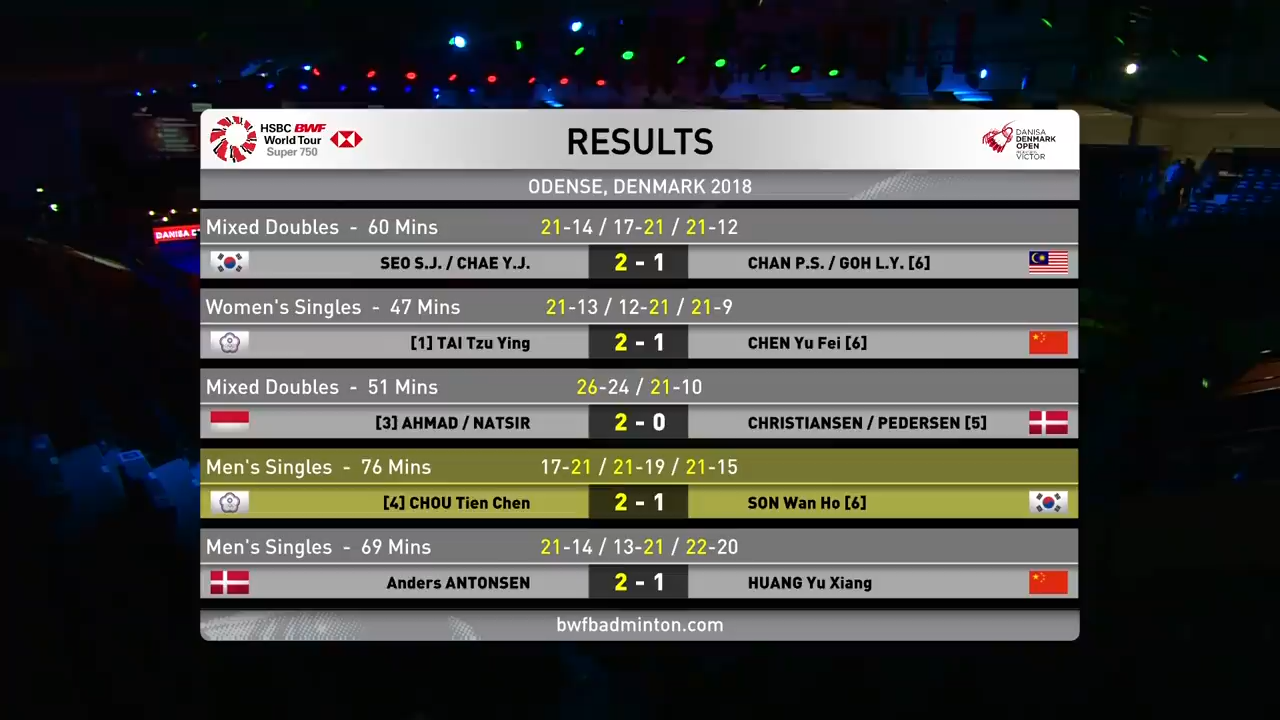 HSBC BWF
World Tour
Super 750
RESULTS
DANISA
DENMARK
OPEN
VICTOR
ODENSE, DENMARK 2018
Mixed Doubles - 60 Mins 21-14 / 17-21 / 21-12
SEO S.J. / CHAE Y.J. 2 - 1 CHAN P.S. / GOH L.Y. [6]
Women's Singles - 47 Mins 21-13 / 12-21 / 21-9
[1] TAI Tzu Ying 2 - 1 CHEN Yu Fei [6]
Mixed Doubles - 51 Mins 26-24 / 21-10
[3] AHMAD / NATSIR 2 - 0 CHRISTIANSEN / PEDERSEN [5]
Men's Singles - 76 Mins 17-21 / 21-19 / 21-15
[4] CHOU Tien Chen 2 - 1 SON Wan Ho [6]
Men's Singles - 69 Mins 21-14 / 13-21 / 22-20
Anders ANTONSEN 2 - 1 HUANG Yu Xiang
bwfbadminton.com
DANISA